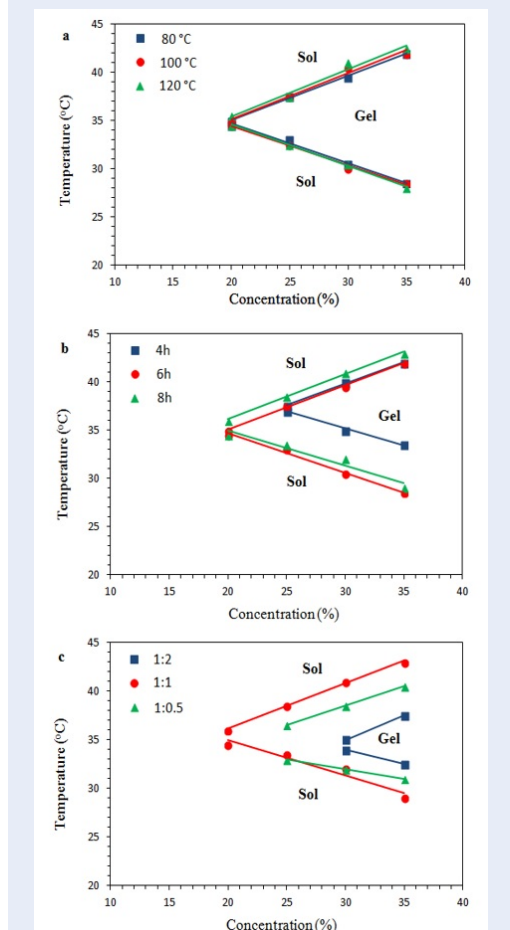 a
45
40
35
30
25
20
80 °C
100 °C
120 °C
Sol
Gel
Sol
Temperature (°C)
10 15 20 25 30 35 40
Concentration (%)
b
45
40
35
30
25
20
4h
6h
8h
Sol
Gel
Sol
Temperature (°C)
10 15 20 25 30 35 40
Concentration (%)
c
45
40
35
30
25
20
1:2
1:1
1:0.5
Sol
Gel
Sol
Temperature (°C)
10 15 20 25 30 35 40
Concentration (%)